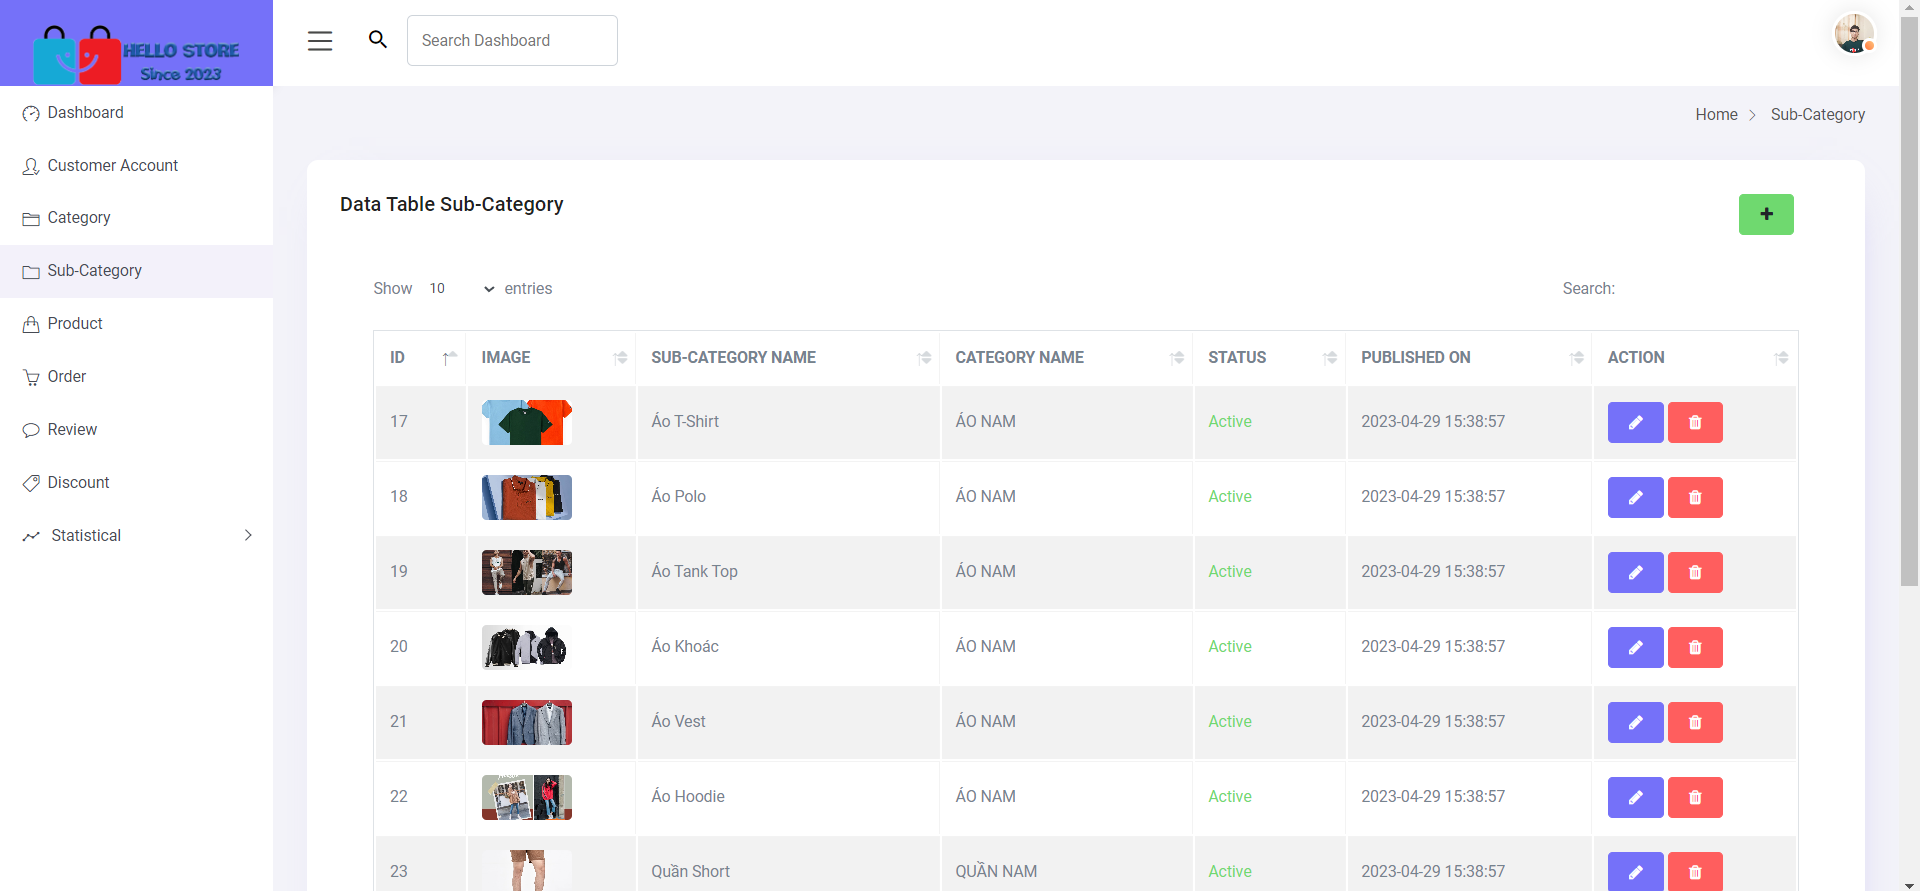 HELLO STORE
Since 2023
Search Dashboard
Dashboard
Customer Account
Category
Sub-Category
Product
Order
Review
Discount
Statistical
Home Sub-Category
Data Table Sub-Category
Show 10 entries
Search:
ID IMAGE SUB-CATEGORY NAME CATEGORY NAME STATUS PUBLISHED ON ACTION
17 Áo T-Shirt ÁO NAM Active 2023-04-29 15:38:57
18 Áo Polo ÁO NAM Active 2023-04-29 15:38:57
19 Áo Tank Top ÁO NAM Active 2023-04-29 15:38:57
20 Áo Khoác ÁO NAM Active 2023-04-29 15:38:57
21 Áo Vest ÁO NAM Active 2023-04-29 15:38:57
22 Áo Hoodie ÁO NAM Active 2023-04-29 15:38:57
23 Quần Short QUẦN NAM Active 2023-04-29 15:38:57